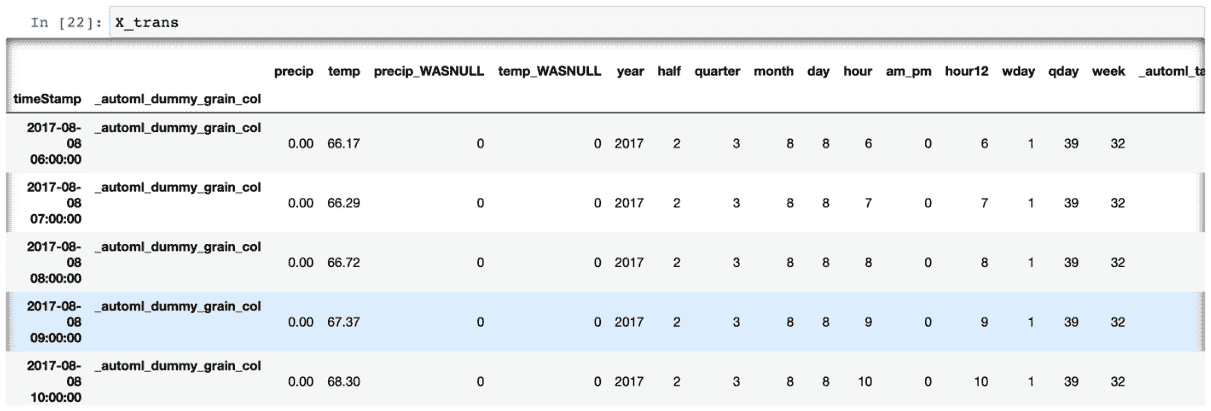 In [22]: X_trans
precip temp precip_WASNULL temp_WASNULL year half quarter month day hour am_pm hour12 wday qday week _automl_ta
timeStamp _automl_dummy_grain_col
2017-08-08 06:00:00 _automl_dummy_grain_col 0.00 66.17 0 0 2017 2 3 8 8 6 0 6 1 39 32
2017-08-08 07:00:00 _automl_dummy_grain_col 0.00 66.29 0 0 2017 2 3 8 8 7 0 7 1 39 32
2017-08-08 08:00:00 _automl_dummy_grain_col 0.00 66.72 0 0 2017 2 3 8 8 8 0 8 1 39 32
2017-08-08 09:00:00 _automl_dummy_grain_col 0.00 67.37 0 0 2017 2 3 8 8 9 0 9 1 39 32
2017-08-08 10:00:00 _automl_dummy_grain_col 0.00 68.30 0 0 2017 2 3 8 8 10 0 10 1 39 32